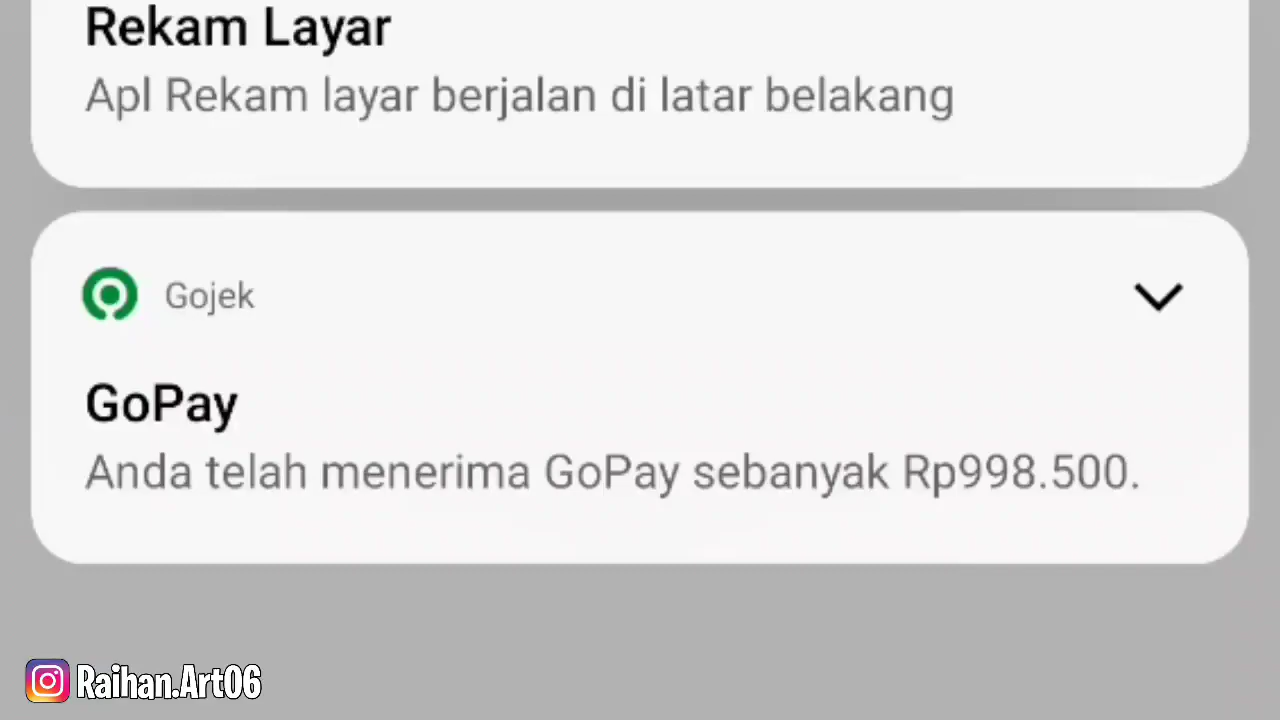 Rekam Layar
Apl Rekam layar berjalan di latar belakang
Gojek
GoPay
Anda telah menerima GoPay sebanyak Rp998.500.
Raihan.Art06